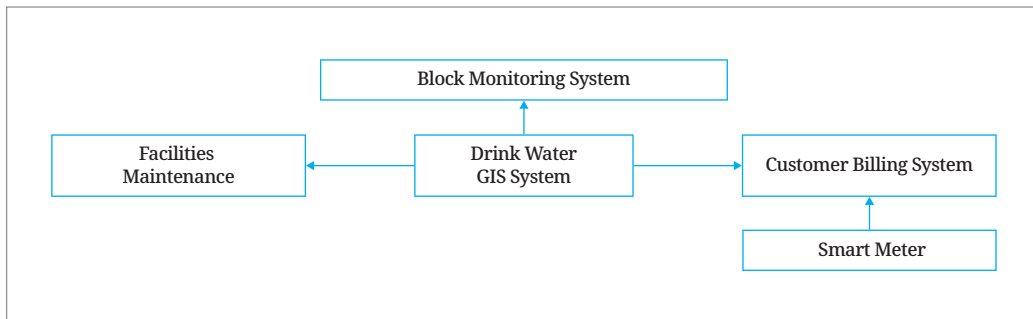 Block Monitoring System
Facilities
Maintenance
Drink Water
GIS System
Customer Billing System
Smart Meter